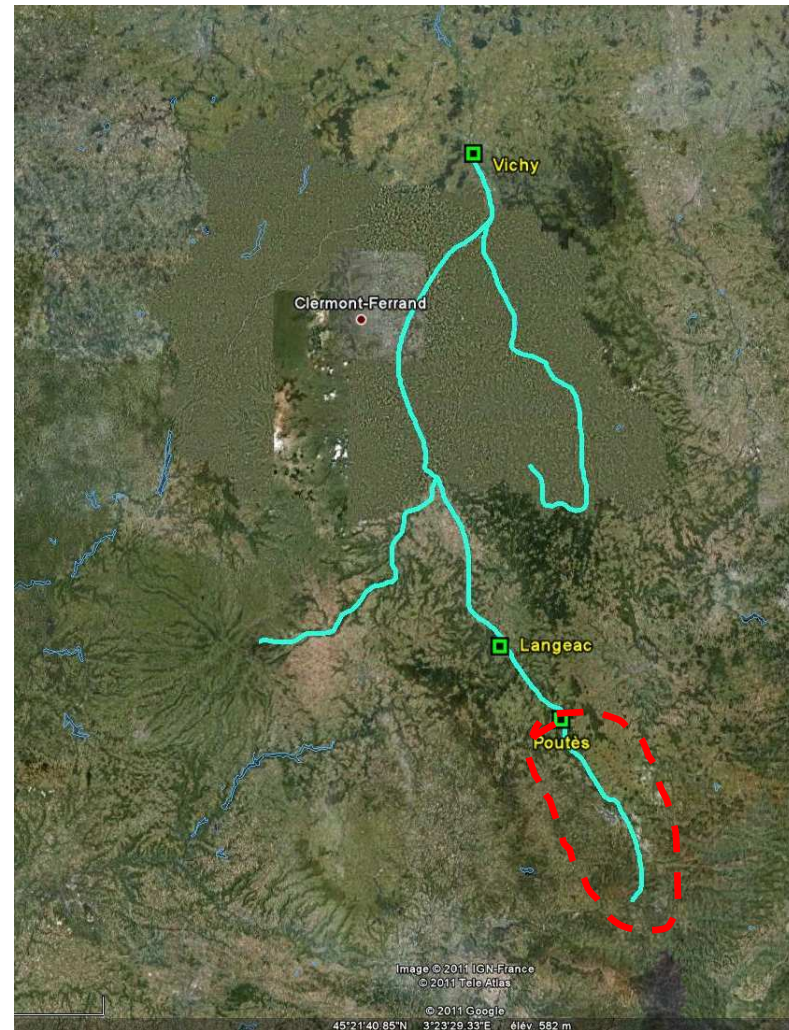 Vichy
Clermont-Ferrand
Langeac
Poutès
Image © 2011 IGN-France
© 2011 Tele Atlas
© 2011 Google
45°21'40.85"N 3°23'29.33"E élév. 582 m